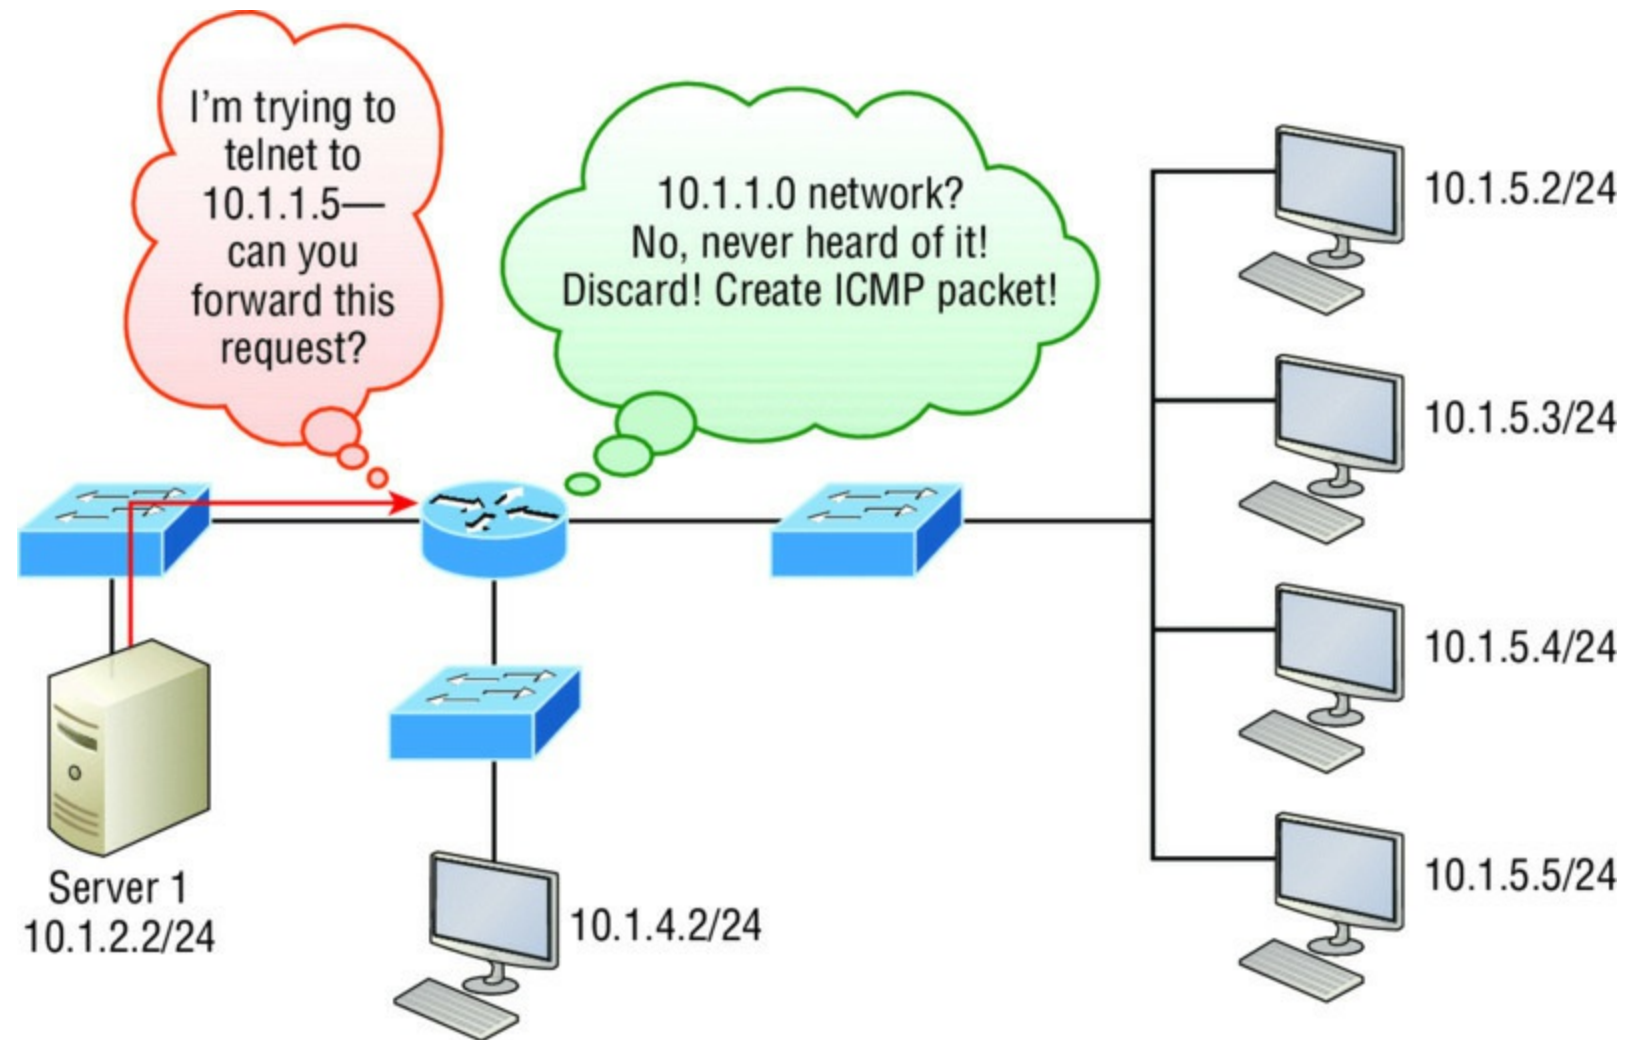 I'm trying to
telnet to
10.1.1.5—
can you
forward this
request?
10.1.1.0 network?
No, never heard of it!
Discard! Create ICMP packet!
10.1.5.2/24
10.1.5.3/24
10.1.5.4/24
10.1.5.5/24
Server 1
10.1.2.2/24
10.1.4.2/24